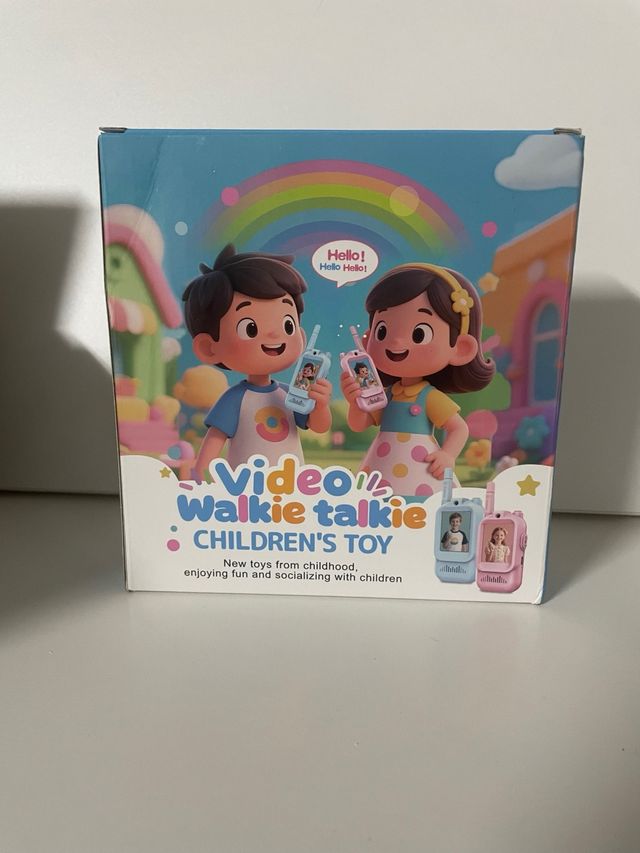 Hello!
Hello Hello!
Video
Walkie talkie
CHILDREN'S TOY
New toys from childhood,
enjoying fun and socializing with children